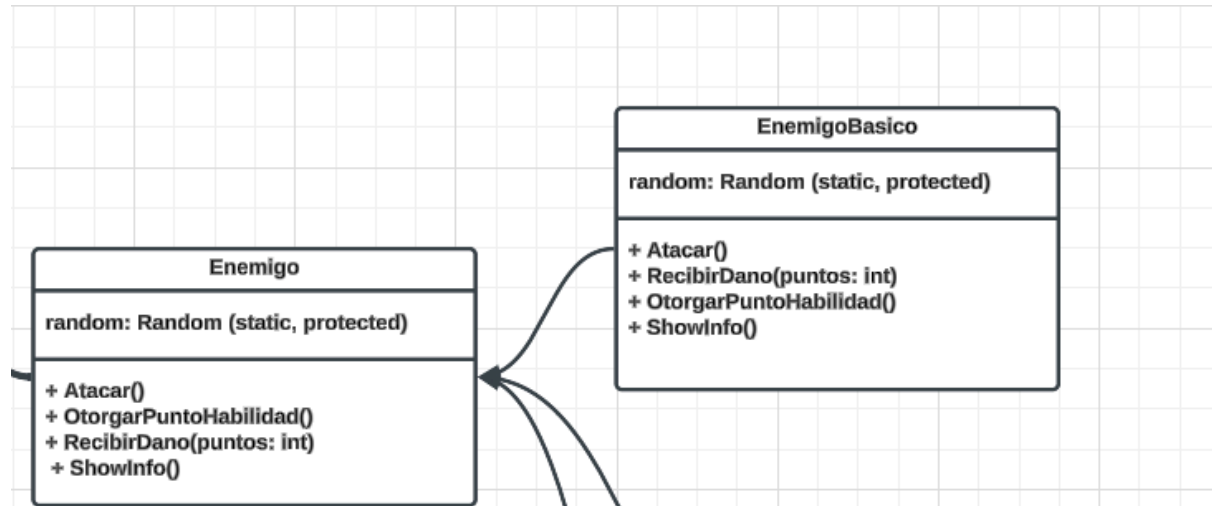 EnemigoBasico
random: Random (static, protected)
+ Atacar()
+ RecibirDano(puntos: int)
+ OtorgarPuntoHabilidad()
+ ShowInfo()
Enemigo
random: Random (static, protected)
+ Atacar()
+ OtorgarPuntoHabilidad()
+ RecibirDano(puntos: int)
+ ShowInfo()